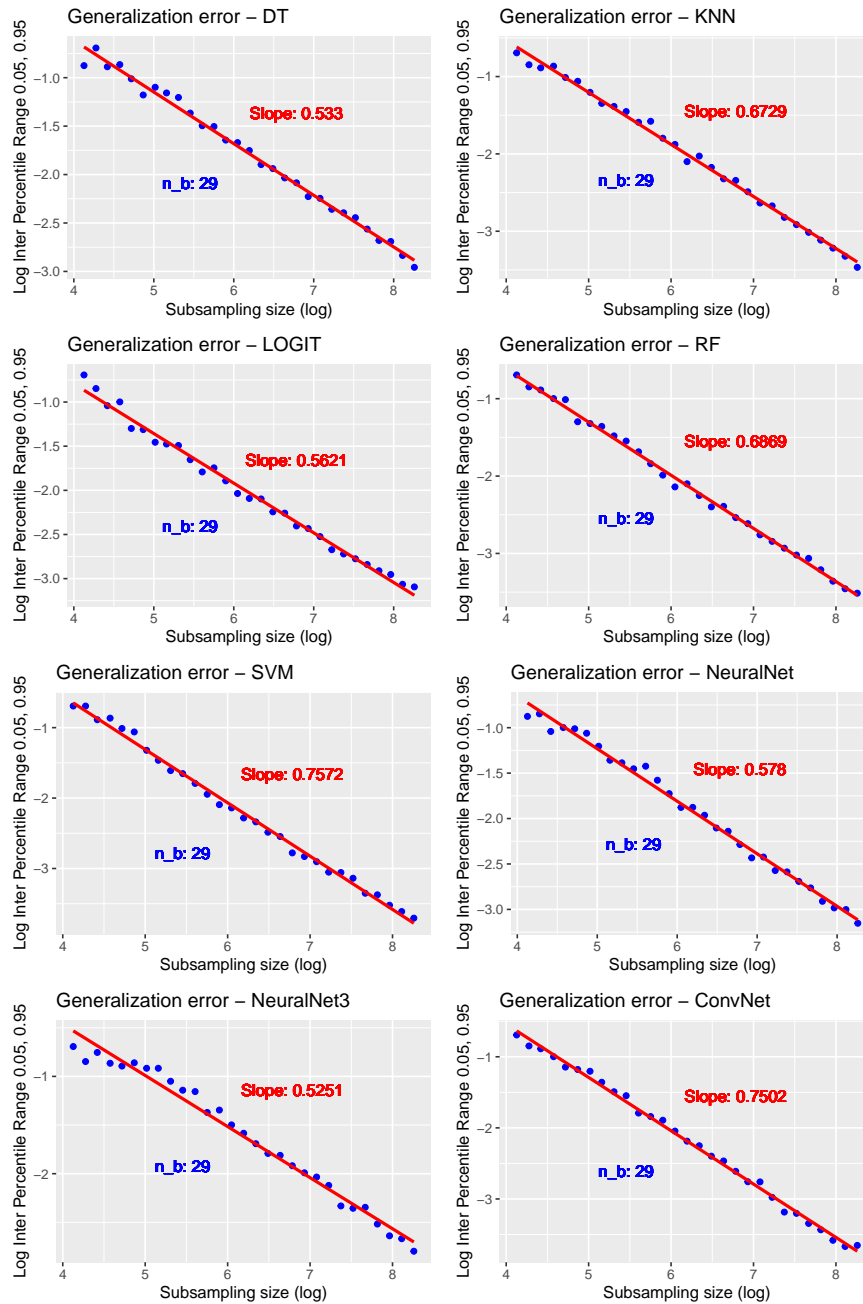 Generalization error – DT
Log Inter Percentile Range 0.05, 0.95
−1.0
−1.5
−2.0
−2.5
−3.0
Slope: 0.533
n_b: 29
4 5 6 7 8
Subsampling size (log)
Generalization error – KNN
Log Inter Percentile Range 0.05, 0.95
−1
−2
−3
Slope: 0.6729
n_b: 29
4 5 6 7 8
Subsampling size (log)
Generalization error – LOGIT
Log Inter Percentile Range 0.05, 0.95
−1.0
−1.5
−2.0
−2.5
−3.0
Slope: 0.5621
n_b: 29
4 5 6 7 8
Subsampling size (log)
Generalization error – RF
Log Inter Percentile Range 0.05, 0.95
−1
−2
−3
Slope: 0.6869
n_b: 29
4 5 6 7 8
Subsampling size (log)
Generalization error – SVM
Log Inter Percentile Range 0.05, 0.95
−1
−2
−3
Slope: 0.7572
n_b: 29
4 5 6 7 8
Subsampling size (log)
Generalization error – NeuralNet
Log Inter Percentile Range 0.05, 0.95
−1.0
−1.5
−2.0
−2.5
−3.0
Slope: 0.578
n_b: 29
4 5 6 7 8
Subsampling size (log)
Generalization error – NeuralNet3
Log Inter Percentile Range 0.05, 0.95
−1
−2
Slope: 0.5251
n_b: 29
4 5 6 7 8
Subsampling size (log)
Generalization error – ConvNet
Log Inter Percentile Range 0.05, 0.95
−1
−2
−3
Slope: 0.7502
n_b: 29
4 5 6 7 8
Subsampling size (log)